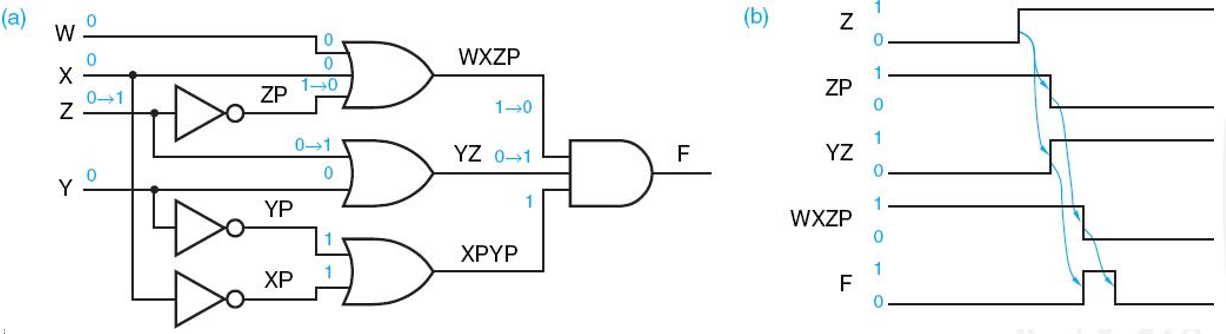 (a)
W 0
X 0
Z 0→1
Y 0
ZP
YP
XP
0
0
1→0
0→1
0
1
1
WXZP
YZ
XPYP
1→0
0→1
1
F
(b)
Z 1 0
ZP 1 0
YZ 1 0
WXZP 1 0
F 1 0